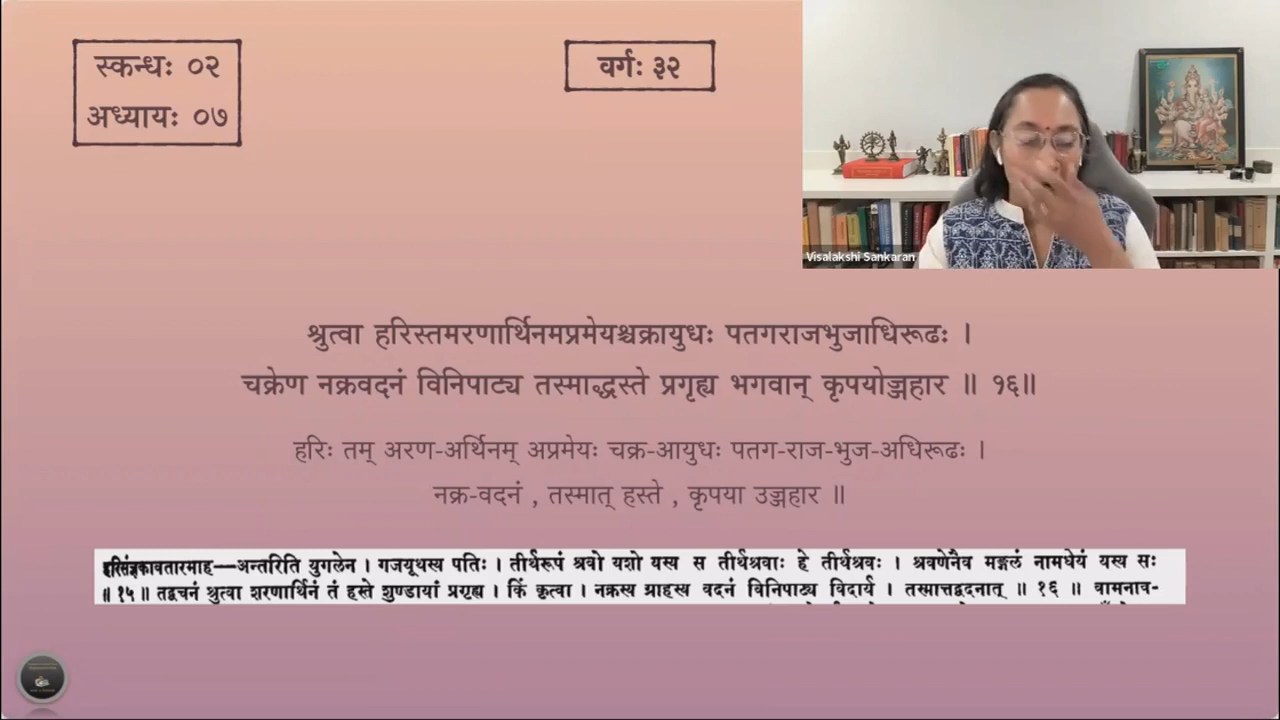 स्कन्धः ०२
अध्यायः ०७
वर्गः ३२
Visalakshi Sankaran
श्रुत्वा हरिस्तमरणार्थिनमप्रमेयश्चक्रायुधः पतगराजभुजाधिरूढः ।
चक्रेण नक्रवदनं विनिपाट्य तस्माद्धस्ते प्रगृह्य भगवान् कृपयोज्जहार ॥ १६॥
हरिः तम् अरण-अर्थिनम् अप्रमेयः चक्र-आयुधः पतग-राज-भुज-अधिरूढः ।
नक्र-वदनं , तस्मात् हस्ते , कृपया उज्जहार ॥
हरिसंज्ञकावतारमाह—अन्तरिति युगलेन । गजयूथस्य पतिः । तीर्थरूपं श्रवो यशो यस्य स तीर्थश्रवाः हे तीर्थश्रवः । श्रवणेनैव मङ्गलं नामधेयं यस्य सः
॥ १५ ॥ तद्वचनं श्रुत्वा शरणार्थिनं तं हस्ते शुण्डायां प्रगृह्य । किं कृत्वा । नक्रस्य ग्राहस्य वदनं विनिपाट्य विदार्य । तस्मात्तद्वदनात् ॥ १६ ॥ वामनाव-